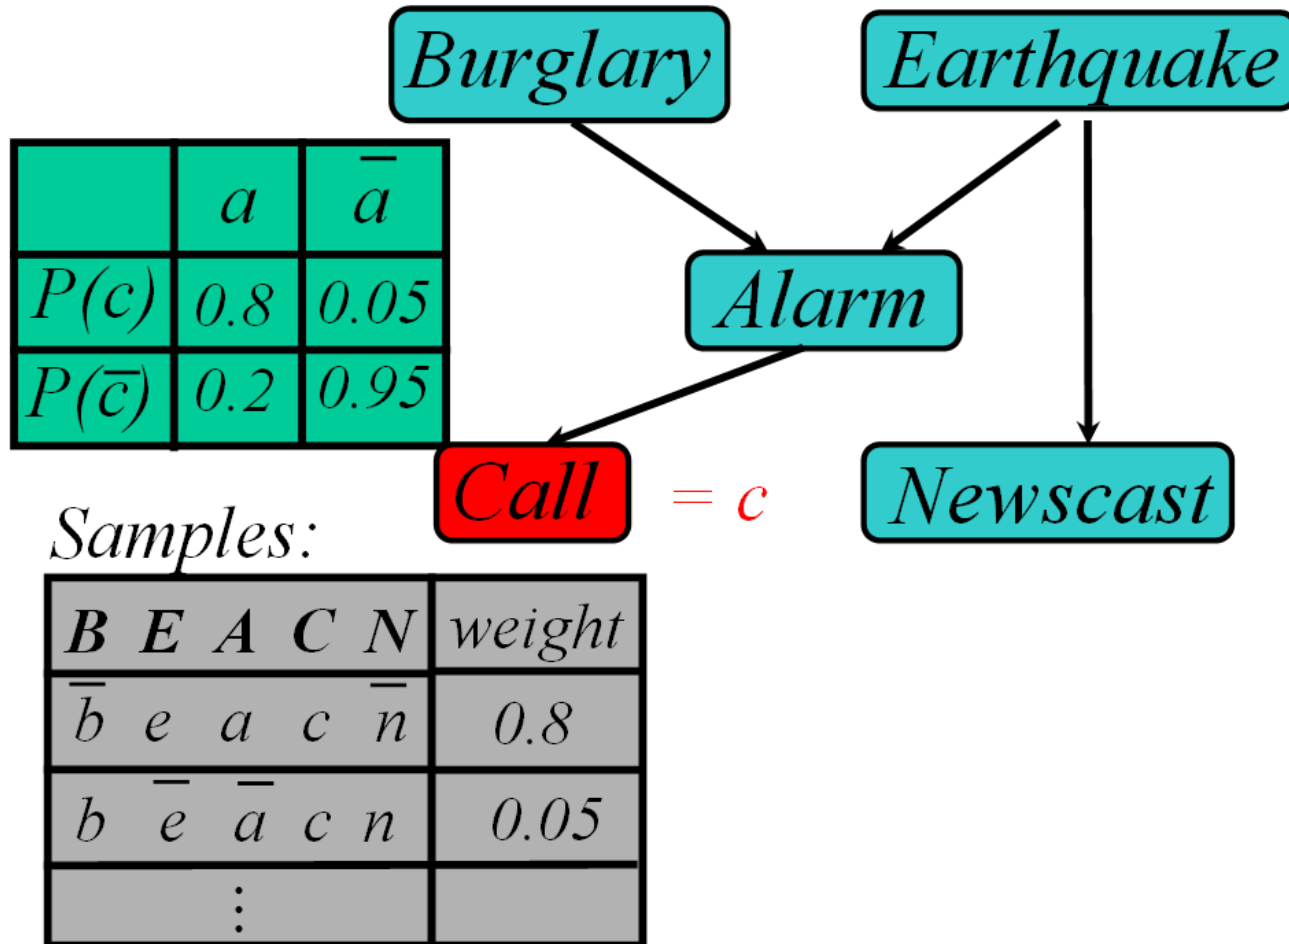 Burglary Earthquake
a a̅
P(c) 0.8 0.05
P(c̅) 0.2 0.95
Alarm
Call = c Newscast
Samples:
B E A C N weight
b̅ e a c n̅ 0.8
b e̅ a̅ c n 0.05
⋮